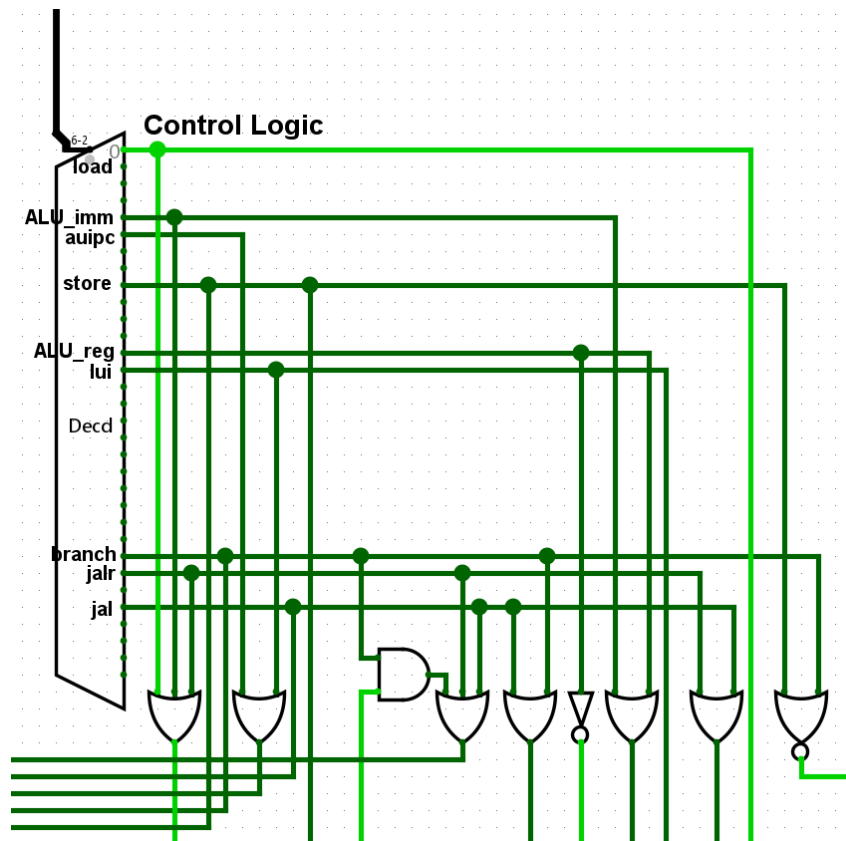 Control Logic
6-2
0
load
ALU_imm
auipc
store
ALU_reg
lui
Decd
branch
jalr
jal